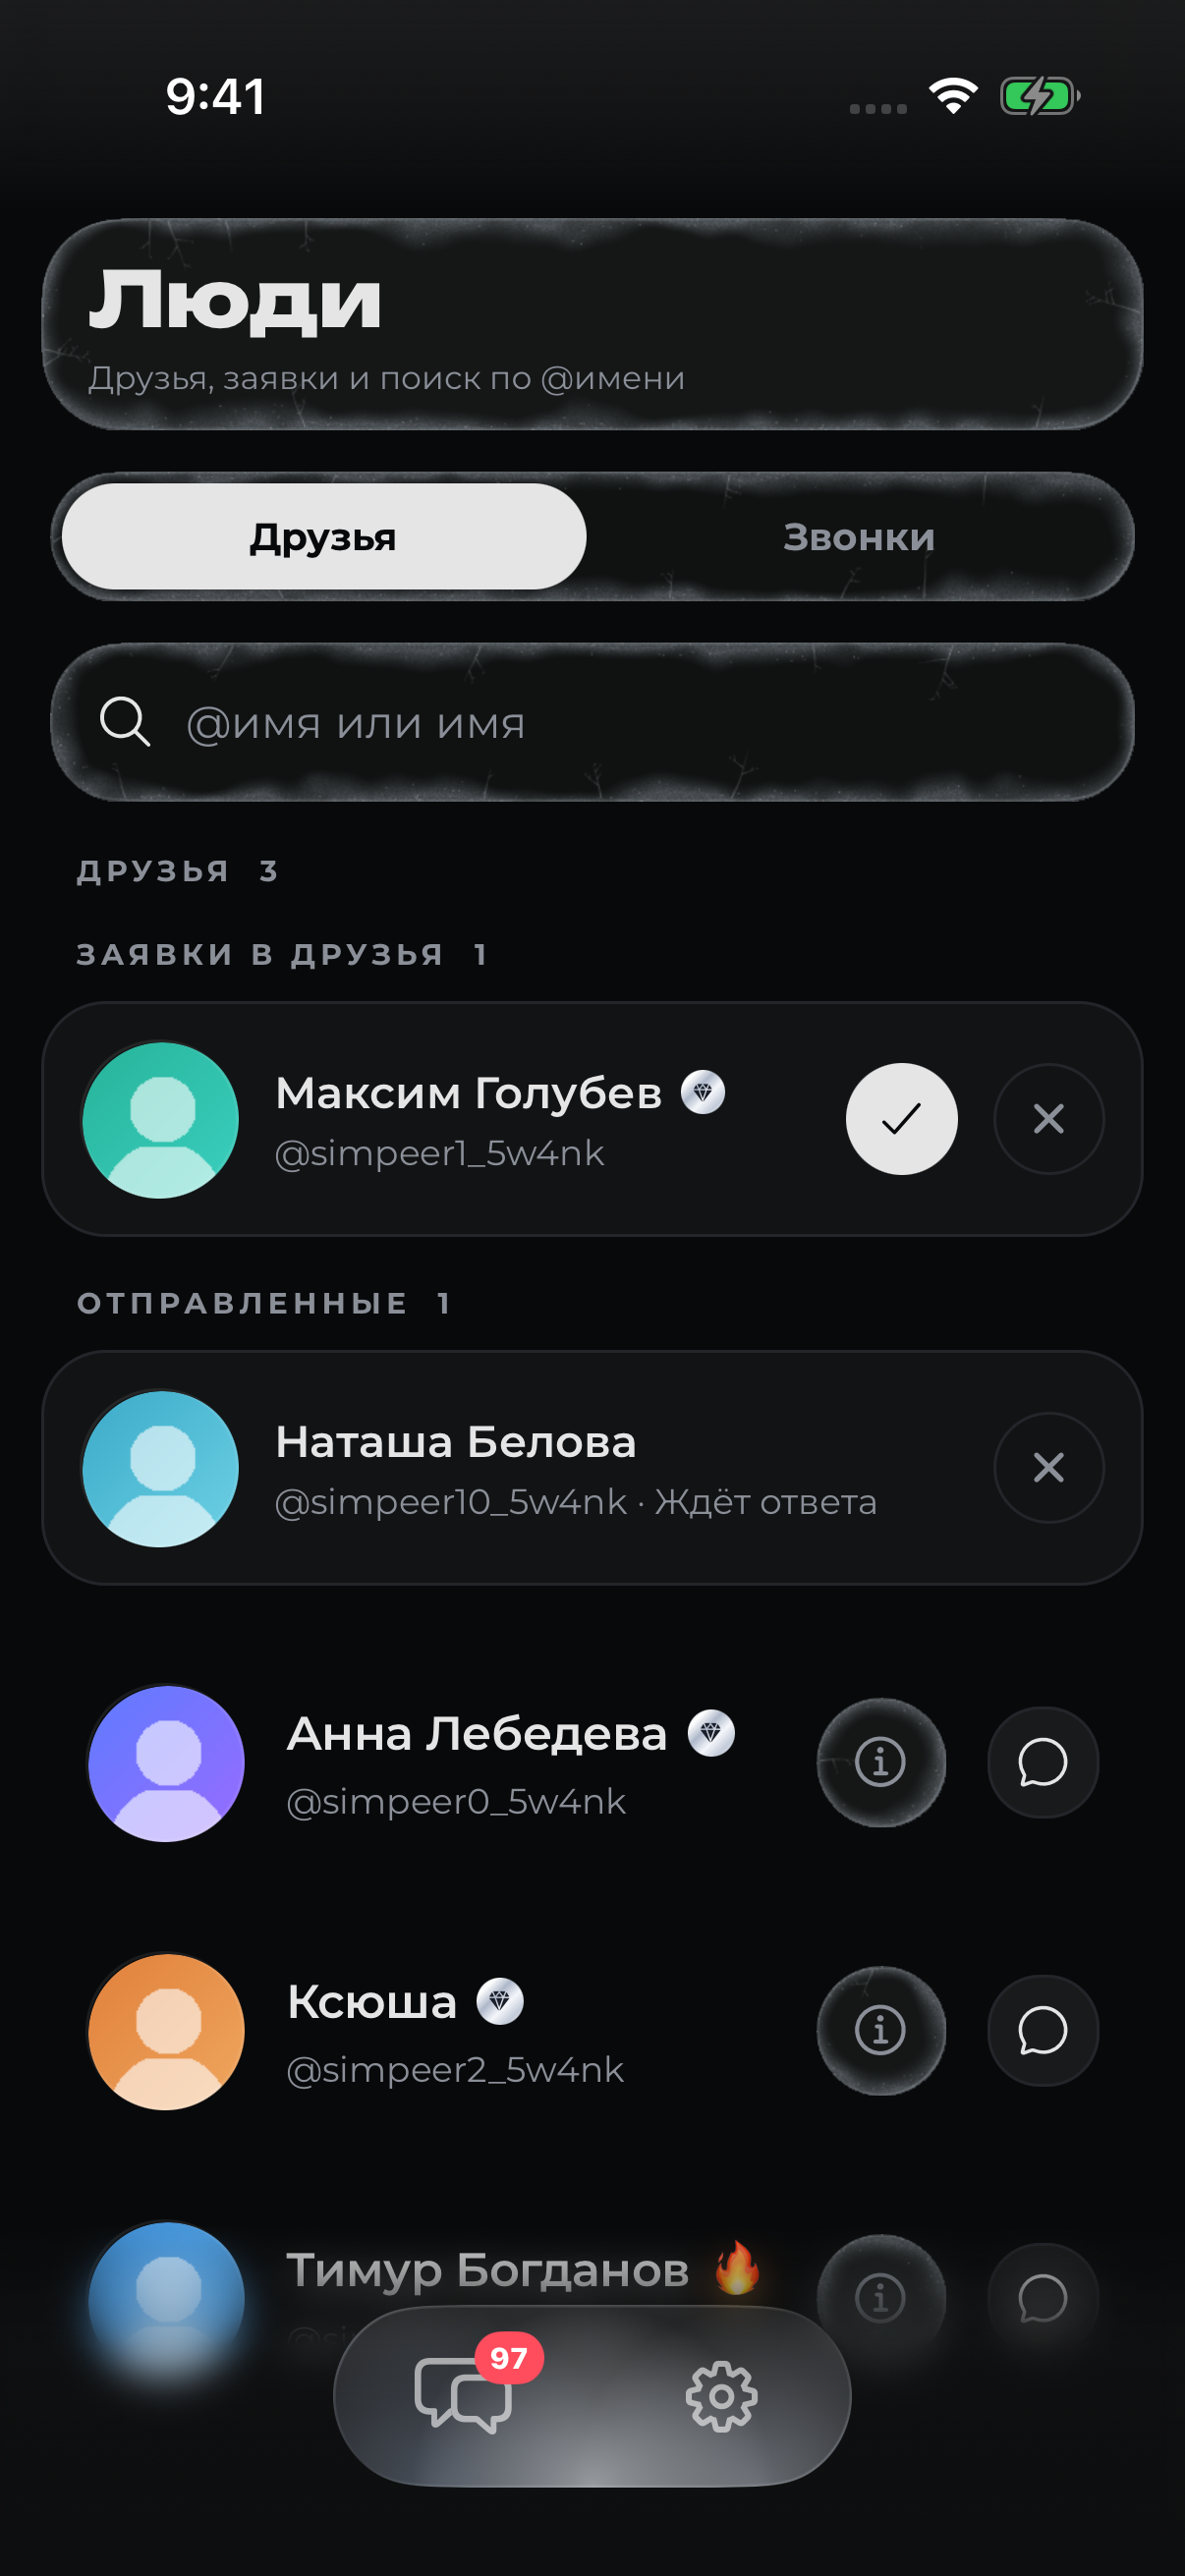 9:41
Люди
Друзья, заявки и поиск по @имени
Друзья
Звонки
@имя или имя
ДРУЗЬЯ 3
ЗАЯВКИ В ДРУЗЬЯ 1
Максим Голубев
@simpeer1_5w4nk
ОТПРАВЛЕННЫЕ 1
Наташа Белова
@simpeer10_5w4nk · Ждёт ответа
Анна Лебедева
@simpeer0_5w4nk
Ксюша
@simpeer2_5w4nk
Тимур Богданов
97